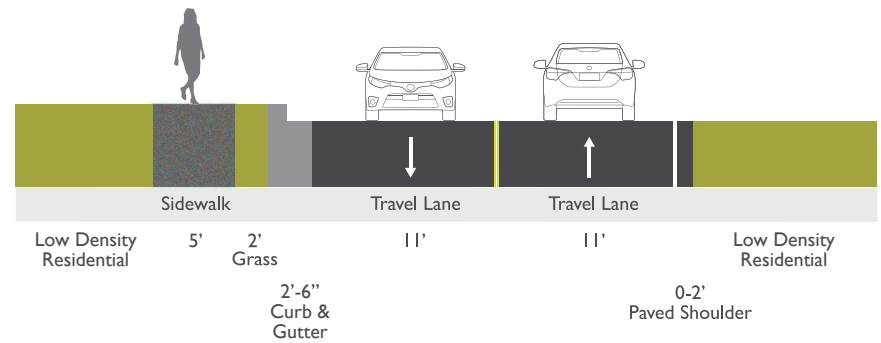 Sidewalk
Travel Lane
Travel Lane
Low Density
Residential
5’
2’
Grass
11’
11’
Low Density
Residential
2’-6”
Curb &
Gutter
0-2’
Paved Shoulder